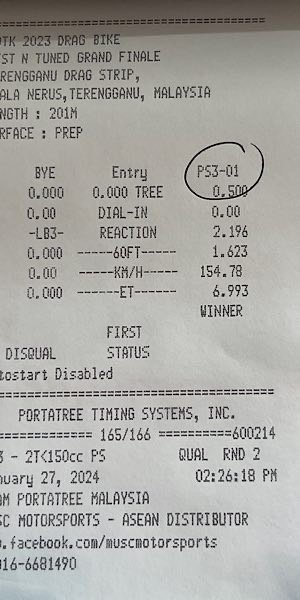 =====================================
OTK 2023 DRAG BIKE
ST N TUNED GRAND FINALE
RENGGANU DRAG STRIP,
ALA NERUS,TERENGGANU, MALAYSIA
NGTH : 201M
RFACE : PREP
BYE Entry PS3-01
0.000 0.000 TREE 0.500
0.00 DIAL-IN 0.00
-LB3- REACTION 2.196
0.000 ------60FT------ 1.623
0.00 ------KM/H----- 154.78
0.000 -------ET------- 6.993
WINNER
FIRST
DISQUAL STATUS
tostart Disabled
=====================================
PORTATREE TIMING SYSTEMS, INC.
============= 165/166 ==========600214
3 - 2T<150cc PS QUAL RND 2
nuary 27, 2024 02:26:18 PM
AM PORTATREE MALAYSIA
SC MOTORSPORTS - ASEAN DISTRIBUTOR
.facebook.com/muscmotorsports
016-6681490